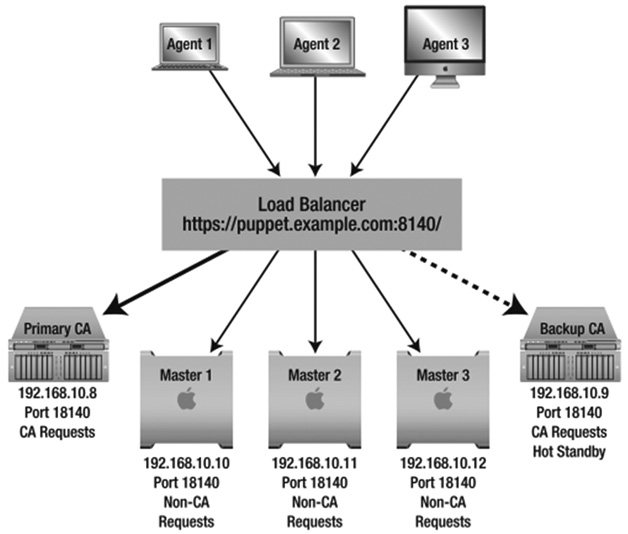 Agent 1
Agent 2
Agent 3
Load Balancer
https://puppet.example.com:8140/
Primary CA
192.168.10.8
Port 18140
CA Requests
Master 1
192.168.10.10
Port 18140
Non-CA
Requests
Master 2
192.168.10.11
Port 18140
Non-CA
Requests
Master 3
192.168.10.12
Port 18140
Non-CA
Requests
Backup CA
192.168.10.9
Port 18140
CA Requests
Hot Standby